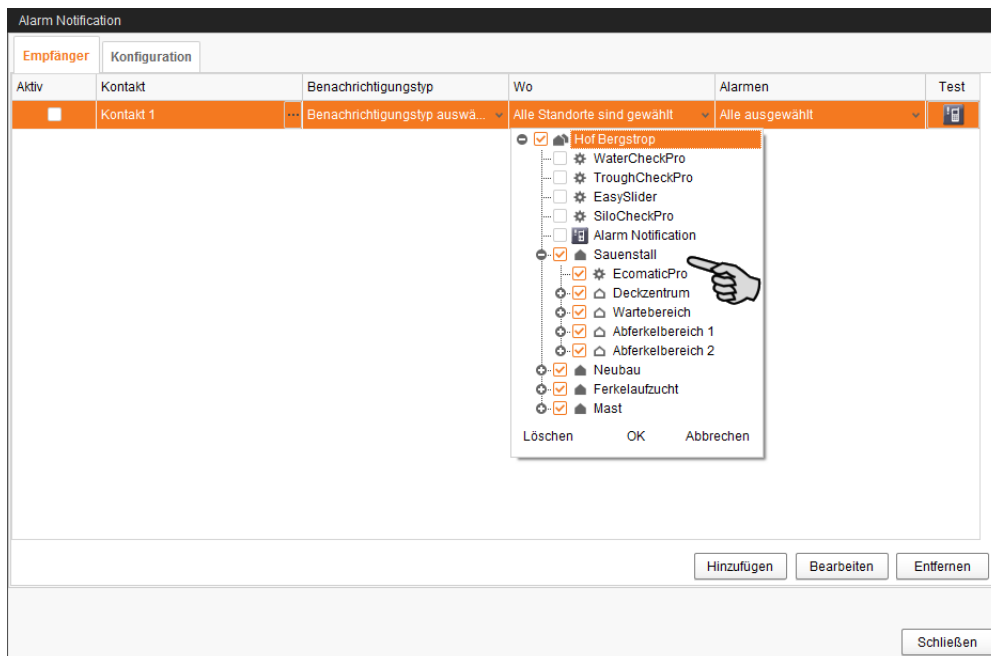 Alarm Notification
Empfänger Konfiguration
Aktiv Kontakt Benachrichtigungstyp Wo Alarmen Test
Kontakt 1 ... Benachrichtigungstyp auswä... Alle Standorte sind gewählt Alle ausgewählt
Hof Bergstrop
WaterCheckPro
TroughCheckPro
EasySlider
SiloCheckPro
Alarm Notification
Sauenstall
EcomaticPro
Deckzentrum
Wartebereich
Abferkelbereich 1
Abferkelbereich 2
Neubau
Ferkelaufzucht
Mast
Löschen OK Abbrechen
Hinzufügen Bearbeiten Entfernen
Schließen